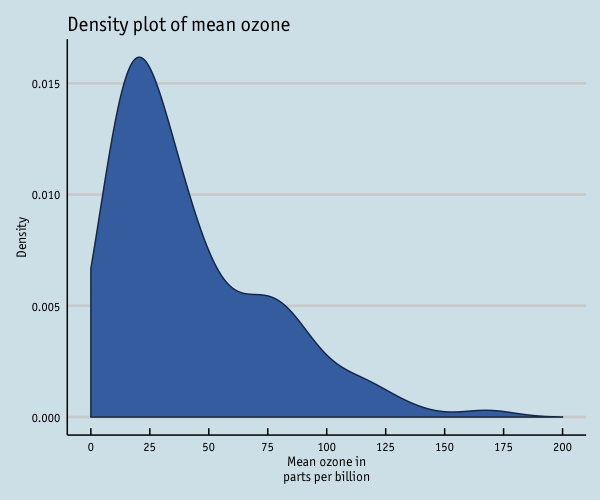 Density plot of mean ozone
0.015
0.010
0.005
0.000
Density
0 25 50 75 100 125 150 175 200
Mean ozone in
parts per billion